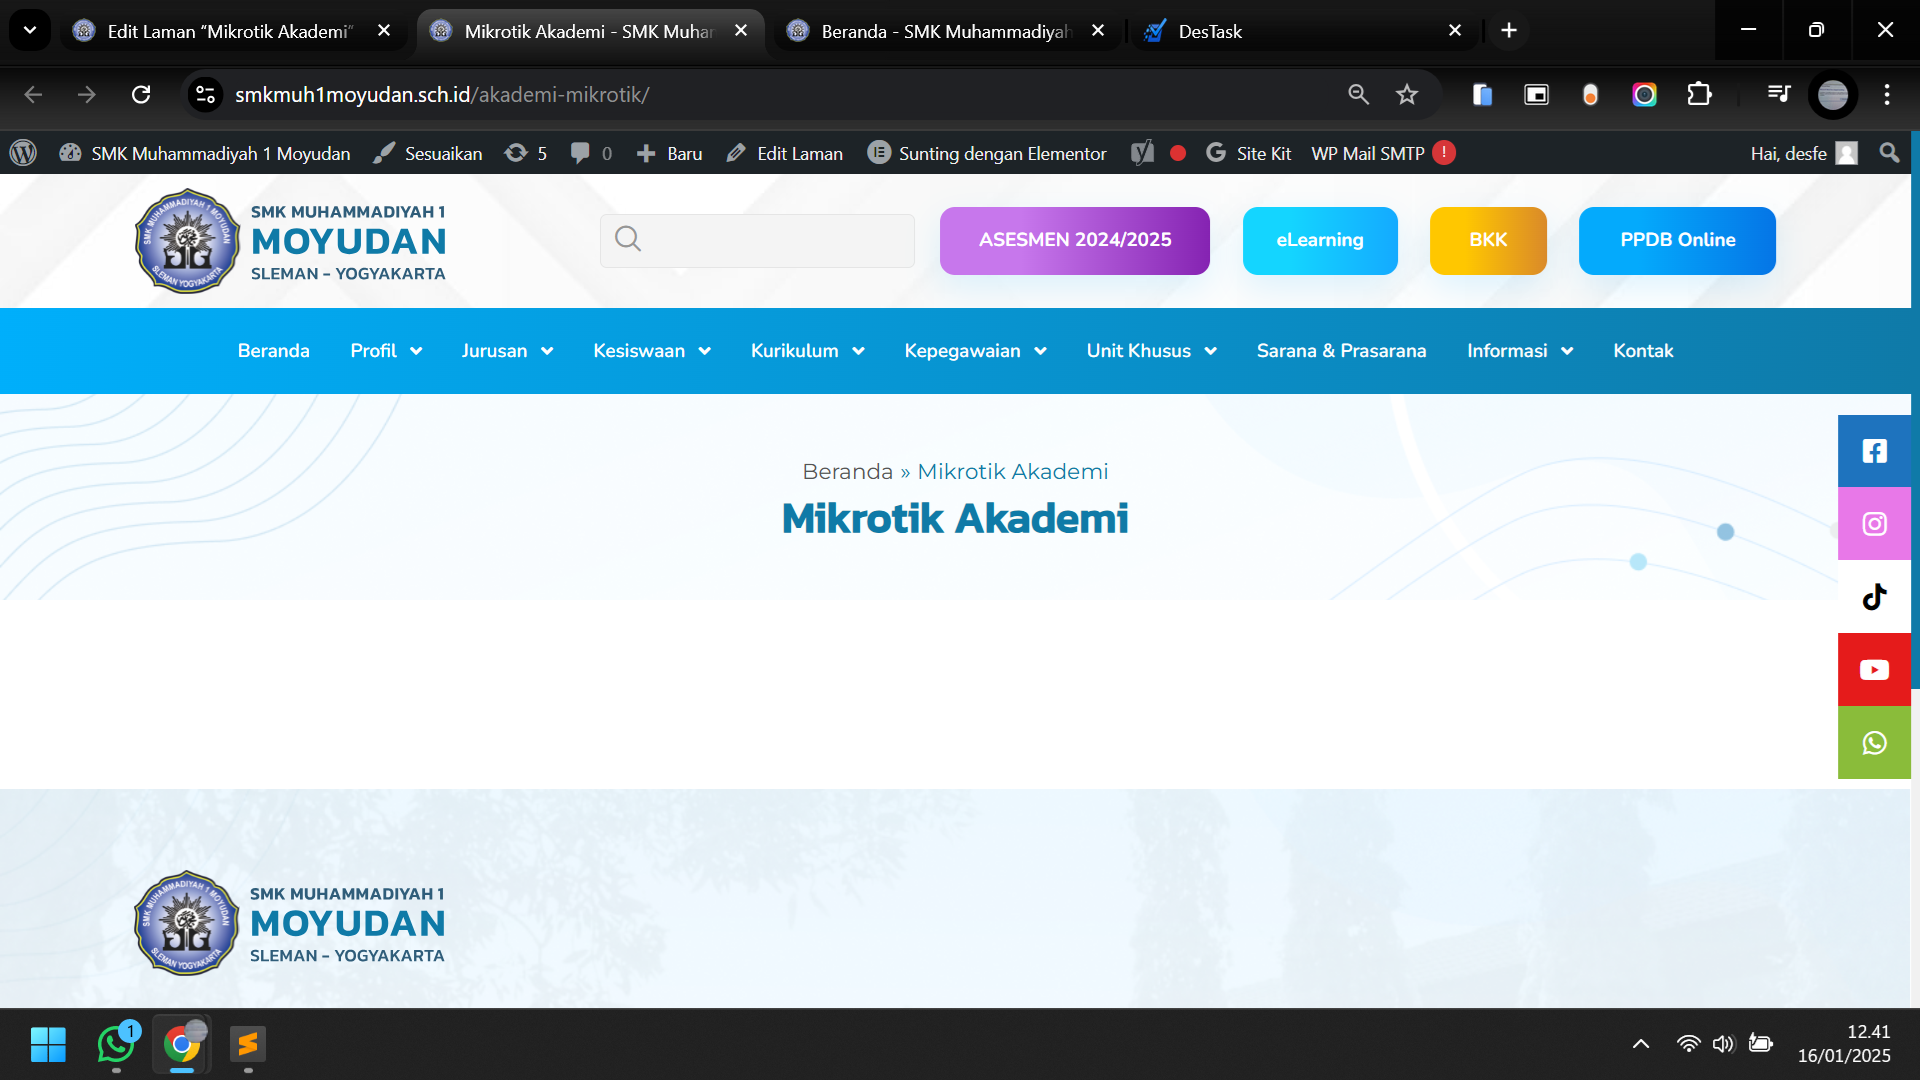 Edit Laman “Mikrotik Akademi”
Mikrotik Akademi - SMK Muhar
Beranda - SMK Muhammadiyah
DesTask
smkmuh1moyudan.sch.id/akademi-mikrotik/
SMK Muhammadiyah 1 Moyudan
Sesuaikan
5
0
Baru
Edit Laman
Sunting dengan Elementor
Site Kit
WP Mail SMTP !
Hai, desfe
SMK MUHAMMADIYAH 1
MOYUDAN
SLEMAN - YOGYAKARTA
ASESMEN 2024/2025
eLearning
BKK
PPDB Online
Beranda
Profil
Jurusan
Kesiswaan
Kurikulum
Kepegawaian
Unit Khusus
Sarana & Prasarana
Informasi
Kontak
Beranda » Mikrotik Akademi
Mikrotik Akademi
SMK MUHAMMADIYAH 1
MOYUDAN
SLEMAN - YOGYAKARTA
1
12.41
16/01/2025